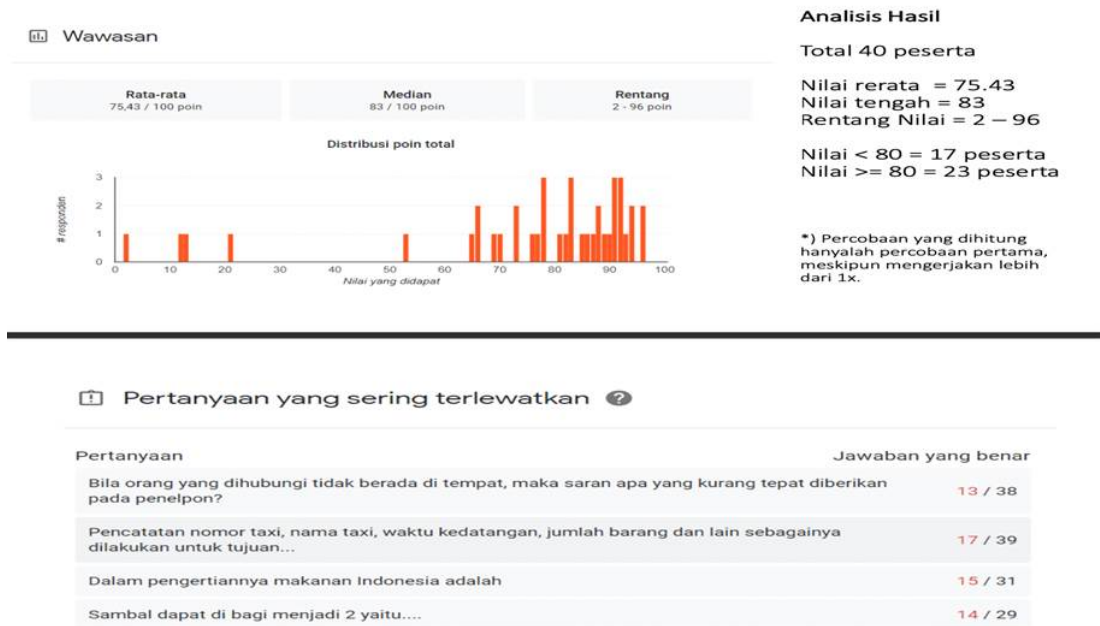 Wawasan
Rata-rata
75,43 / 100 poin
Median
83 / 100 poin
Rentang
2 - 96 poin
Distribusi poin total
# responden
3
2
1
0
0 10 20 30 40 50 60 70 80 90 100
Nilai yang didapat
Analisis Hasil
Total 40 peserta
Nilai rerata = 75.43
Nilai tengah = 83
Rentang Nilai = 2 – 96
Nilai < 80 = 17 peserta
Nilai >= 80 = 23 peserta
*) Percobaan yang dihitung
hanyalah percobaan pertama,
meskipun mengerjakan lebih
dari 1x.
Pertanyaan yang sering terlewatkan ?
Pertanyaan Jawaban yang benar
Bila orang yang dihubungi tidak berada di tempat, maka saran apa yang kurang tepat diberikan
pada penelpon?
13 / 38
Pencatatan nomor taxi, nama taxi, waktu kedatangan, jumlah barang dan lain sebagainya
dilakukan untuk tujuan...
17 / 39
Dalam pengertiannya makanan Indonesia adalah 15 / 31
Sambal dapat di bagi menjadi 2 yaitu.... 14 / 29